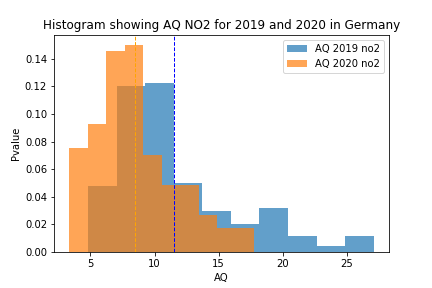 Histogram showing AQ NO2 for 2019 and 2020 in Germany
AQ 2019 no2
AQ 2020 no2
Pvalue
0.14
0.12
0.10
0.08
0.06
0.04
0.02
0.00
5
10
15
20
25
AQ